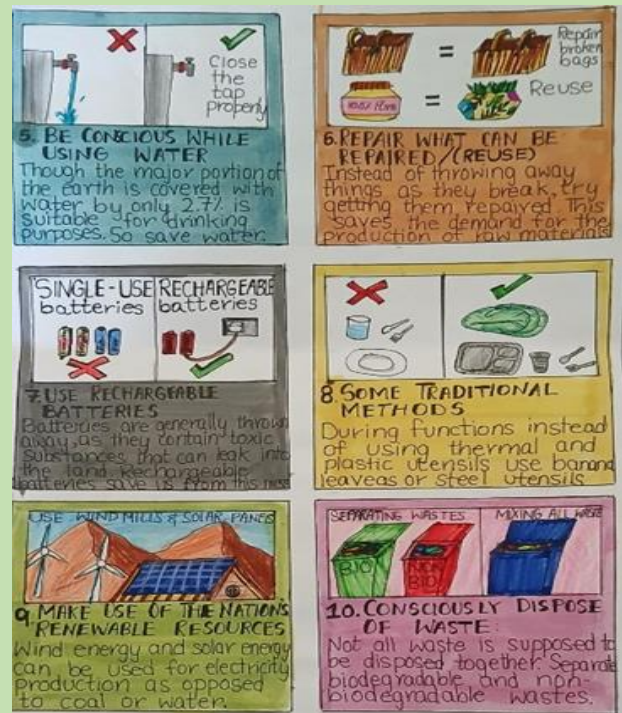 Close
the
tap
properly
5. BE CONSCIOUS WHILE
USING WATER
Though the major portion of
the earth is covered with
water by only 2.7% is
suitable for drinking
purposes. So save water.
=
Repair
broken
bags
=
Reuse
6. REPAIR WHAT CAN BE
REPAIRED/(REUSE)
Instead of throwing away
things as they break, try
getting them repaired. This
saves the demand for the
production of raw materials
SINGLE-USE
batteries
RECHARGEABLE
batteries
7. USE RECHARGEABLE
BATTERIES
Batteries are generally thrown
away, as they contain toxic
substances that can leak into
the land. Rechargeable
batteries save us from this mess
8. SOME TRADITIONAL
METHODS
During functions instead
of using thermal and
plastic utensils use banana
leaveas or steel utensils
USE WIND MILLS & SOLAR PANELS
9. MAKE USE OF THE NATION'S
RENEWABLE RESOURCES
Wind energy and solar energy
can be used for electricity
production as opposed
to coal or water.
SEPARATING WASTES
BIO
NON
BIO
MIXING ALL WASTE
10. CONSCIOUSLY DISPOSE
OF WASTE:
Not all waste is supposed to
be disposed together. Separate
biodegradable and non-
biodegradable wastes.